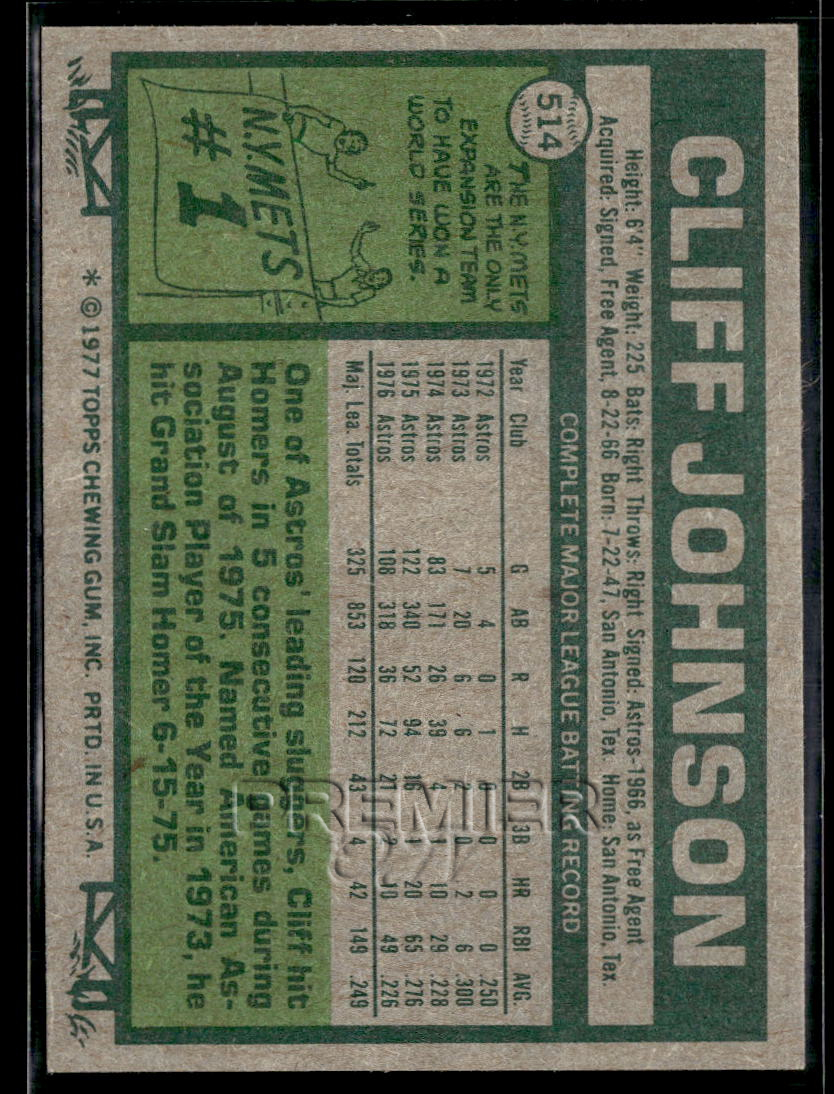 514
CLIFF JOHNSON
Height: 6'4" Weight: 225 Bats: Right Throws: Right Signed: Astros-1966, as Free Agent
Acquired: Signed, Free Agent, 8-22-66 Born: 7-22-47, San Antonio, Tex. Home: San Antonio, Tex.
THE N.Y. METS
ARE THE ONLY
EXPANSION TEAM
TO HAVE WON A
WORLD SERIES.
N.Y. METS
# 1
COMPLETE MAJOR LEAGUE BATTING RECORD
Year Club G AB R H 2B 3B HR RBI AVG.
1972 Astros 5 4 0 1 0 0 0 0 .250
1973 Astros 7 20 6 6 2 0 2 6 .300
1974 Astros 83 171 26 39 4 1 10 29 .228
1975 Astros 122 340 52 94 16 1 20 65 .276
1976 Astros 108 318 36 72 21 2 10 49 .226
Maj. Lea. Totals 325 853 120 212 43 4 42 149 .249
One of Astros' leading sluggers, Cliff hit
Homers in 5 consecutive games during
August of 1975. Named American As-
sociation Player of the Year in 1973, he
hit Grand Slam Homer 6-15-75.
* © 1977 TOPPS CHEWING GUM, INC. PRTD. IN U.S.A.
PREMIER